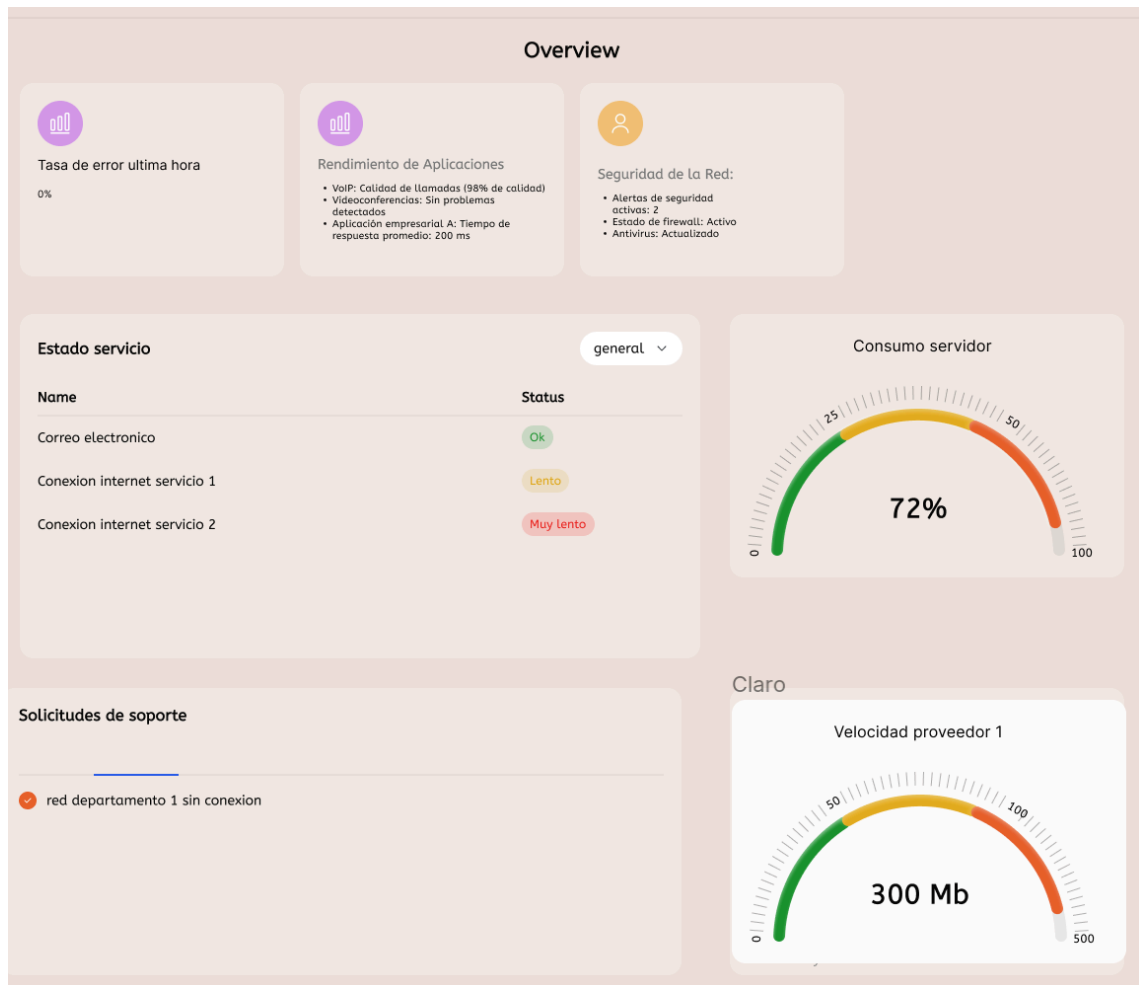 Overview
Tasa de error ultima hora
0%
Rendimiento de Aplicaciones
• VoIP: Calidad de llamadas (98% de calidad)
• Videoconferencias: Sin problemas
detectados
• Aplicación empresarial A: Tiempo de
respuesta promedio: 200 ms
Seguridad de la Red:
• Alertas de seguridad
activas: 2
• Estado de firewall: Activo
• Antivirus: Actualizado
Estado servicio
general
Name Status
Correo electronico Ok
Conexion internet servicio 1 Lento
Conexion internet servicio 2 Muy lento
Consumo servidor
25
50
72%
0
100
Solicitudes de soporte
red departamento 1 sin conexion
Claro
Velocidad proveedor 1
50
100
300 Mb
0
500